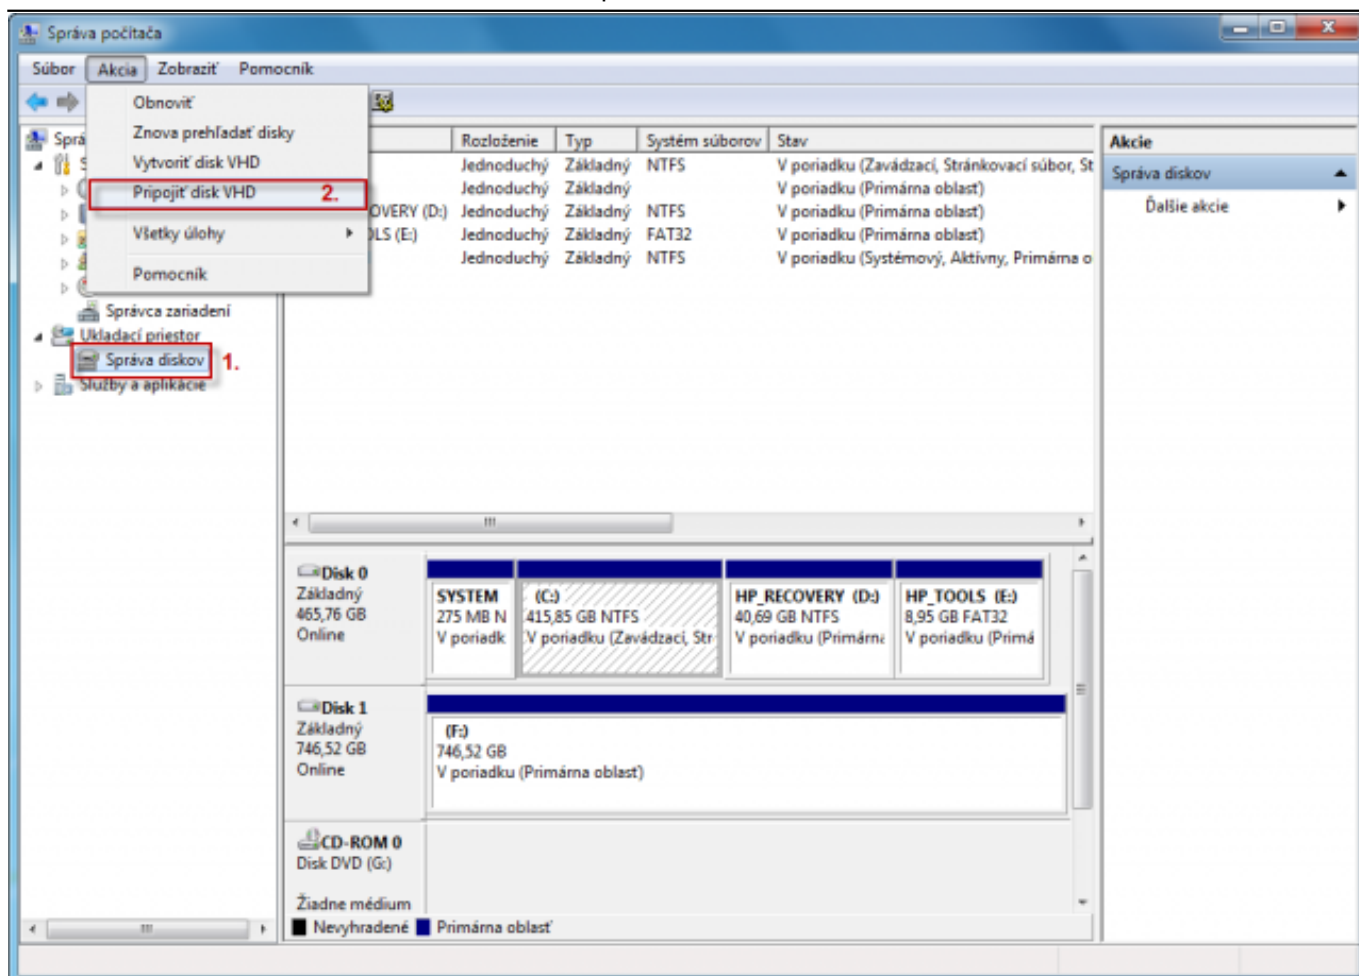 Správa počítača
Súbor Akcia Zobraziť Pomocník
Obnoviť
Znova prehľadať disky
Vytvoriť disk VHD
Pripojiť disk VHD 2.
Všetky úlohy
Pomocník
Správca zariadení
Ukladací priestor
Správa diskov 1.
Služby a aplikácie
Rozloženie Typ Systém súborov Stav
Jednoduchý Základný NTFS V poriadku (Zavádzací, Stránkovací súbor, St
Jednoduchý Základný V poriadku (Primárna oblasť)
OVERY (D:) Jednoduchý Základný NTFS V poriadku (Primárna oblasť)
OLS (E:) Jednoduchý Základný FAT32 V poriadku (Primárna oblasť)
Jednoduchý Základný NTFS V poriadku (Systémový, Aktívny, Primárna o
Akcie
Správa diskov
Ďalšie akcie
Disk 0
Základný
465,76 GB
Online
SYSTEM
275 MB N
V poriadk
(C:)
415,85 GB NTFS
V poriadku (Zavádzací, Str
HP_RECOVERY (D:)
40,69 GB NTFS
V poriadku (Primárna
HP_TOOLS (E:)
8,95 GB FAT32
V poriadku (Primá
Disk 1
Základný
746,52 GB
Online
(F:)
746,52 GB
V poriadku (Primárna oblasť)
CD-ROM 0
Disk DVD (G:)
Žiadne médium
Nevyhradené Primárna oblasť